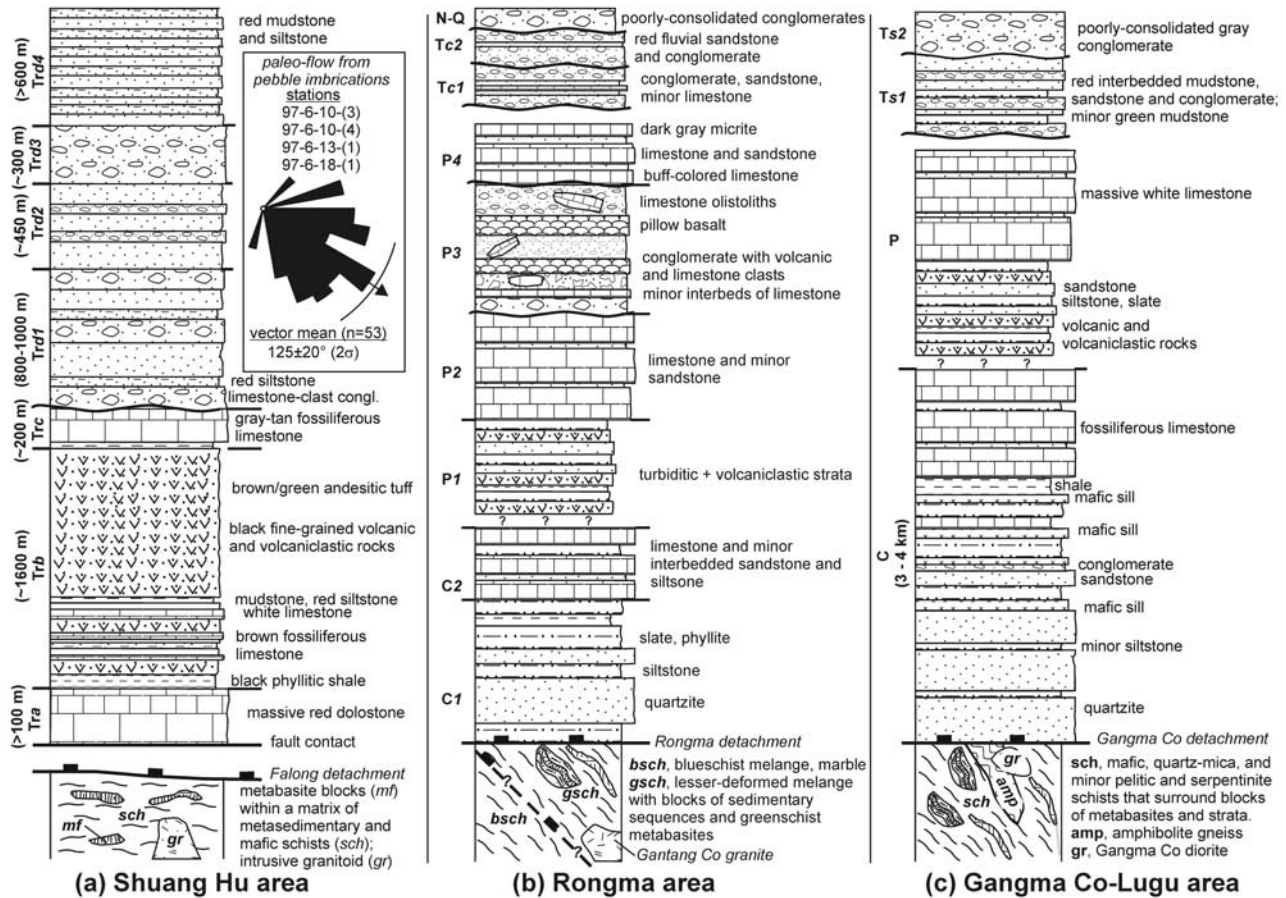 red mudstone
and siltstone
Trd4
(>600 m)
paleo-flow from
pebble imbrications
stations
97-6-10-(3)
97-6-10-(4)
97-6-13-(1)
97-6-18-(1)
vector mean (n=53)
125±20° (2σ)
Trd3
(~300 m)
Trd2
(~450 m)
Trd1
(800-1000 m)
red siltstone
limestone-clast congl.
Trc
(~200 m)
gray-tan fossiliferous
limestone
brown/green andesitic tuff
black fine-grained volcanic
and volcaniclastic rocks
Trb
(~1600 m)
mudstone, red siltstone
white limestone
brown fossiliferous
limestone
black phyllitic shale
Tra
(>100 m)
massive red dolostone
fault contact
Falong detachment
metabasite blocks (mf)
within a matrix of
metasedimentary and
mafic schists (sch);
intrusive granitoid (gr)
sch
mf
gr
(a) Shuang Hu area
N-Q
poorly-consolidated conglomerates
Tc2
red fluvial sandstone
and conglomerate
Tc1
conglomerate, sandstone,
minor limestone
dark gray micrite
P4
limestone and sandstone
buff-colored limestone
limestone olistoliths
pillow basalt
P3
conglomerate with volcanic
and limestone clasts
minor interbeds of limestone
P2
limestone and minor
sandstone
P1
turbiditic + volcaniclastic strata
? ? ?
C2
limestone and minor
interbedded sandstone and
siltsone
slate, phyllite
siltstone
C1
quartzite
Rongma detachment
bsch, blueschist melange, marble
gsch, lesser-deformed melange
with blocks of sedimentary
sequences and greenschist
metabasites
gsch
bsch
Gantang Co granite
(b) Rongma area
Ts2
poorly-consolidated gray
conglomerate
Ts1
red interbedded mudstone,
sandstone and conglomerate;
minor green mudstone
massive white limestone
P
sandstone
siltstone, slate
volcanic and
volcaniclastic rocks
? ? ?
fossiliferous limestone
shale
mafic sill
mafic sill
C
(3 - 4 km)
conglomerate
sandstone
mafic sill
minor siltstone
quartzite
Gangma Co detachment
sch, mafic, quartz-mica, and
minor pelitic and serpentinite
schists that surround blocks
of metabasites and strata.
amp, amphibolite gneiss
gr, Gangma Co diorite
gr
sch
amp
(c) Gangma Co-Lugu area